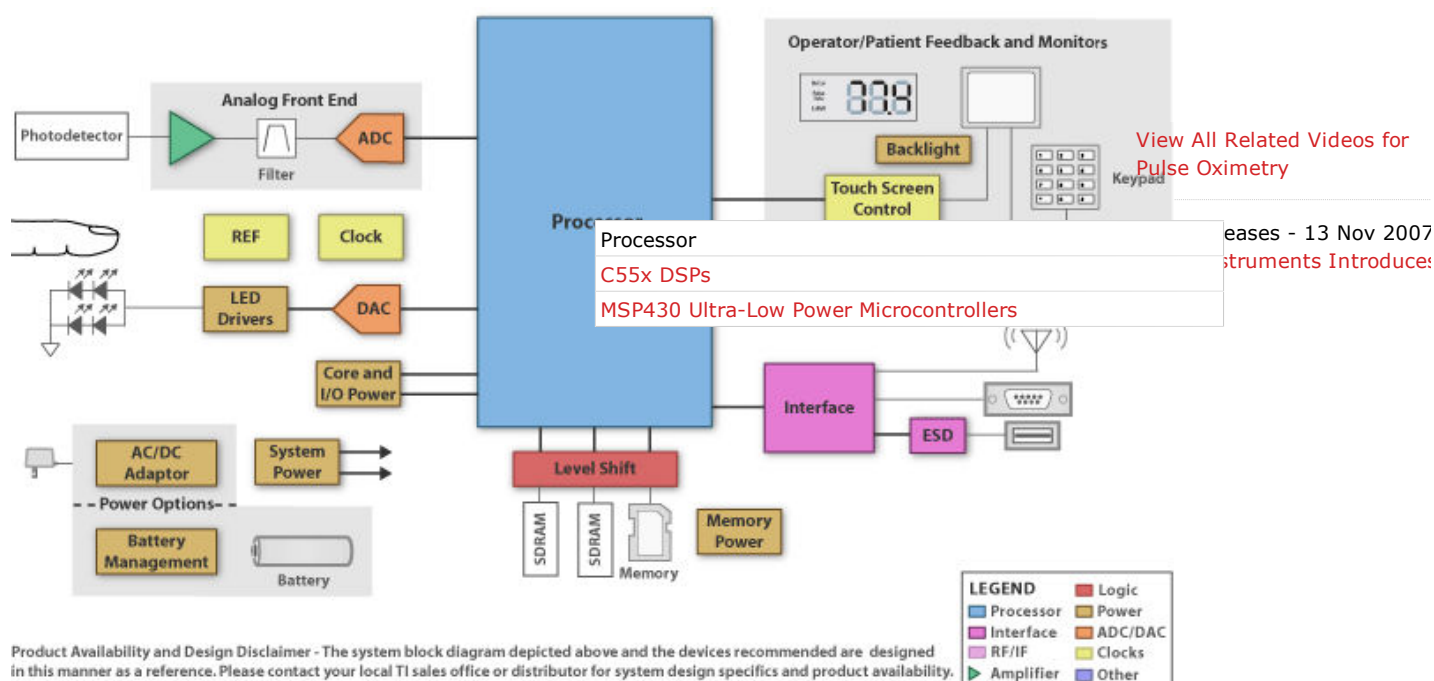 Operator/Patient Feedback and Monitors
Analog Front End
Photodetector
ADC
Filter
Backlight
Touch Screen
Control
Keypad
View All Related Videos for
Pulse Oximetry
REF
Clock
Processor
C55x DSPs
MSP430 Ultra-Low Power Microcontrollers
eases - 13 Nov 2007
struments Introduces
LED
Drivers
DAC
Core and
I/O Power
Interface
ESD
AC/DC
Adaptor
System
Power
Power Options
Level Shift
SDRAM
SDRAM
Memory
Memory
Power
Battery
Management
Battery
LEGEND
Processor
Interface
RF/IF
Amplifier
Logic
Power
ADC/DAC
Clocks
Other
Product Availability and Design Disclaimer - The system block diagram depicted above and the devices recommended are designed
in this manner as a reference. Please contact your local TI sales office or distributor for system design specifics and product availability.